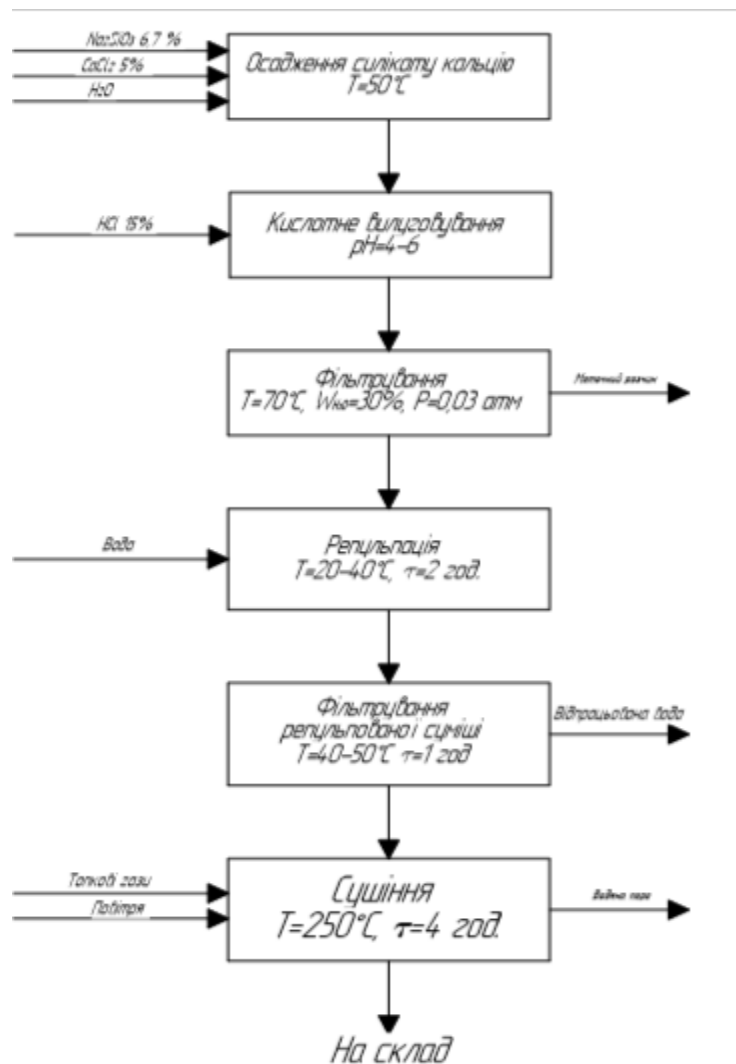 Na₂SiO₃ 6,7 %
CaCl₂ 5%
H₂O
Осадження силікату кальцію
T=50°C
HCl 15%
Кислотне вилуговування
pH=4-6
Фільтрування
T=70°C, Wкво=30%, P=0,03 атм
Маточний розчин
Вода
Репульпація
T=20-40°C, τ=2 год.
Фільтрування
репульпованої суміші
T=40-50°C τ=1 год
Відпрацьована вода
Топкові гази
Повітря
Сушіння
T=250°C, τ=4 год.
Водяна пара
На склад